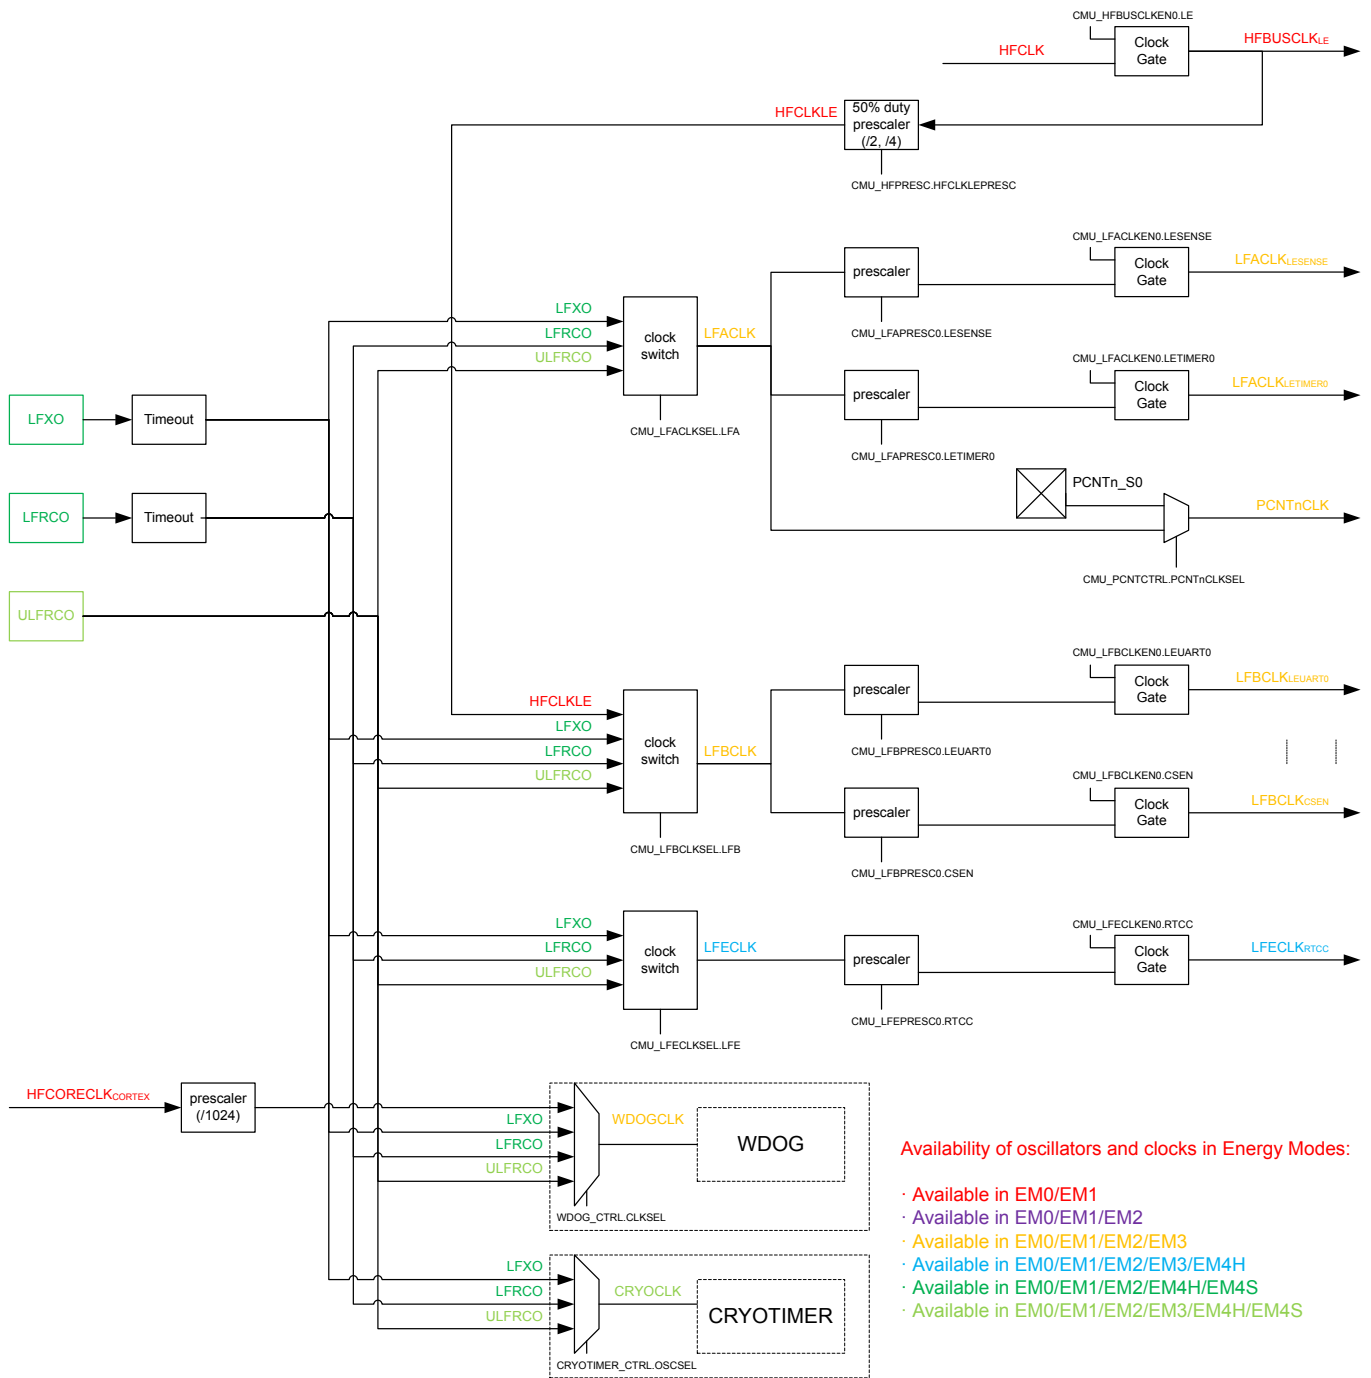 CMU_HFBUSCLKEN0.LE
HFCLK
Clock
Gate
HFBUSCLKLE
HFCLKLE
50% duty
prescaler
(/2, /4)
CMU_HFPRESC.HFCLKLEPRESC
CMU_LFACLKEN0.LESENSE
prescaler
Clock
Gate
LFACLKLESENSE
LFXO
LFRCO
ULFRCO
clock
switch
LFACLK
CMU_LFAPRESC0.LESENSE
CMU_LFACLKEN0.LETIMER0
prescaler
Clock
Gate
LFACLKLETIMER0
CMU_LFACLKSEL.LFA
CMU_LFAPRESC0.LETIMER0
LFXO
Timeout
PCNTn_S0
PCNTnCLK
LFRCO
Timeout
CMU_PCNTCTRL.PCNTnCLKSEL
ULFRCO
CMU_LFBCLKEN0.LEUART0
prescaler
Clock
Gate
LFBCLKLEUART0
HFCLKLE
LFXO
LFRCO
ULFRCO
clock
switch
LFBCLK
CMU_LFBPRESC0.LEUART0
CMU_LFBCLKEN0.CSEN
prescaler
Clock
Gate
LFBCLKCSEN
CMU_LFBCLKSEL.LFB
CMU_LFBPRESC0.CSEN
LFXO
LFRCO
ULFRCO
clock
switch
LFECLK
CMU_LFECLKEN0.RTCC
prescaler
Clock
Gate
LFECLKRTCC
CMU_LFEPRESC0.RTCC
CMU_LFECLKSEL.LFE
HFCORECLKCORTEX
prescaler
(/1024)
LFXO
LFRCO
ULFRCO
WDOGCLK
WDOG
WDOG_CTRL.CLKSEL
LFXO
LFRCO
ULFRCO
CRYOCLK
CRYOTIMER
CRYOTIMER_CTRL.OSCSEL
Availability of oscillators and clocks in Energy Modes:
· Available in EM0/EM1
· Available in EM0/EM1/EM2
· Available in EM0/EM1/EM2/EM3
· Available in EM0/EM1/EM2/EM3/EM4H
· Available in EM0/EM1/EM2/EM4H/EM4S
· Available in EM0/EM1/EM2/EM3/EM4H/EM4S